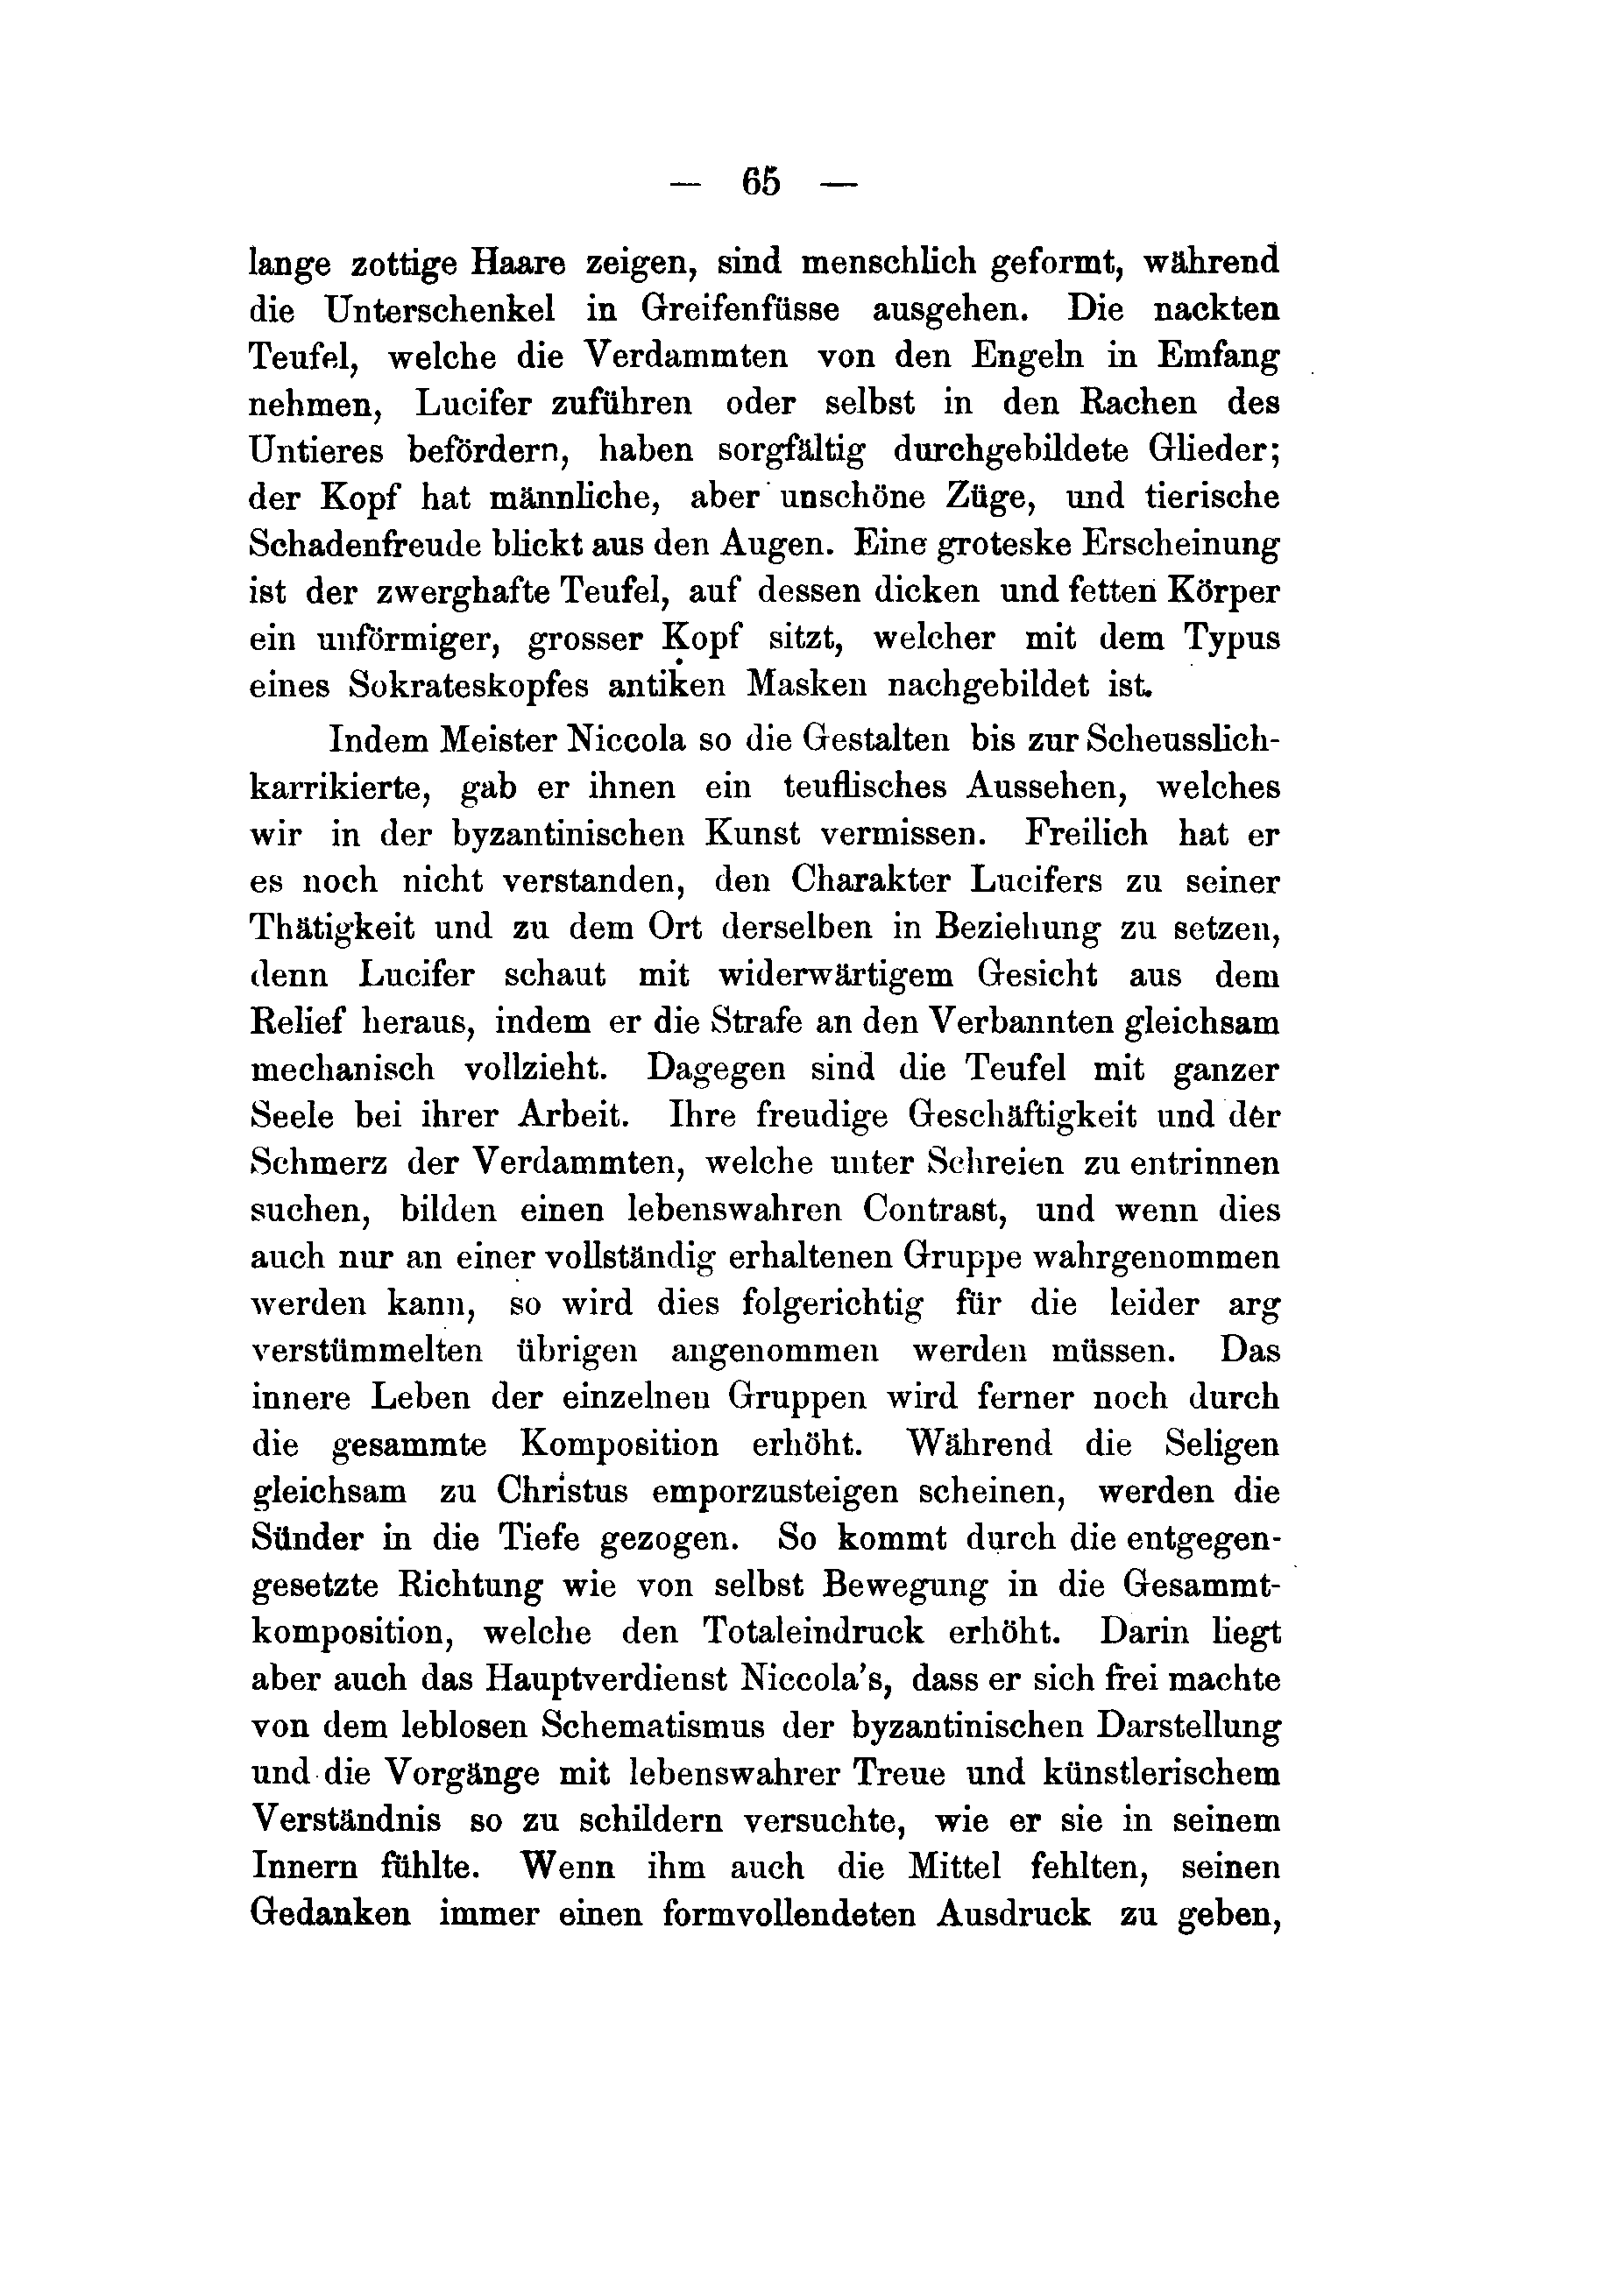 — 65 —
lange zottige Haare zeigen, sind menschlich geformt, während
die Unterschenkel in Greifenfüsse ausgehen. Die nackten
Teufel, welche die Verdammten von den Engeln in Emfang
nehmen, Lucifer zuführen oder selbst in den Rachen des
Untieres befördern, haben sorgfältig durchgebildete Glieder;
der Kopf hat männliche, aber unschöne Züge, und tierische
Schadenfreude blickt aus den Augen. Eine groteske Erscheinung
ist der zwerghafte Teufel, auf dessen dicken und fetten Körper
ein unförmiger, grosser Kopf sitzt, welcher mit dem Typus
eines Sokrateskopfes antiken Masken nachgebildet ist.
Indem Meister Niccola so die Gestalten bis zur Scheusslich-
karrikierte, gab er ihnen ein teuflisches Aussehen, welches
wir in der byzantinischen Kunst vermissen. Freilich hat er
es noch nicht verstanden, den Charakter Lucifers zu seiner
Thätigkeit und zu dem Ort derselben in Beziehung zu setzen,
denn Lucifer schaut mit widerwärtigem Gesicht aus dem
Relief heraus, indem er die Strafe an den Verbannten gleichsam
mechanisch vollzieht. Dagegen sind die Teufel mit ganzer
Seele bei ihrer Arbeit. Ihre freudige Geschäftigkeit und der
Schmerz der Verdammten, welche unter Schreien zu entrinnen
suchen, bilden einen lebenswahren Contrast, und wenn dies
auch nur an einer vollständig erhaltenen Gruppe wahrgenommen
werden kann, so wird dies folgerichtig für die leider arg
verstümmelten übrigen angenommen werden müssen. Das
innere Leben der einzelnen Gruppen wird ferner noch durch
die gesammte Komposition erhöht. Während die Seligen
gleichsam zu Christus emporzusteigen scheinen, werden die
Sünder in die Tiefe gezogen. So kommt durch die entgegen-
gesetzte Richtung wie von selbst Bewegung in die Gesammt-
komposition, welche den Totaleindruck erhöht. Darin liegt
aber auch das Hauptverdienst Niccola's, dass er sich frei machte
von dem leblosen Schematismus der byzantinischen Darstellung
und die Vorgänge mit lebenswahrer Treue und künstlerischem
Verständnis so zu schildern versuchte, wie er sie in seinem
Innern fühlte. Wenn ihm auch die Mittel fehlten, seinen
Gedanken immer einen formvollendeten Ausdruck zu geben,